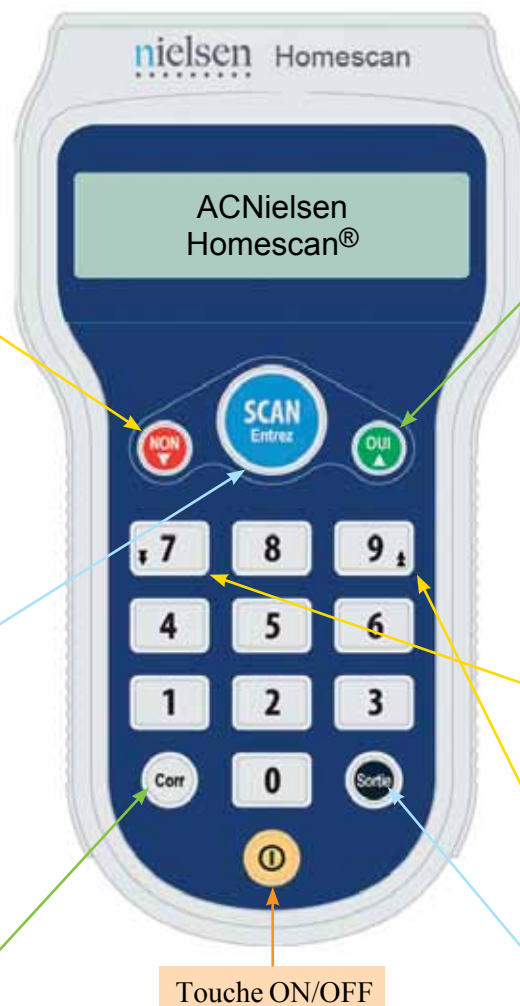 nielsen Homescan
ACNielsen
Homescan®
SCAN
Entrez
NON
OUI
7 8 9
4 5 6
1 2 3
Corr 0 Sortie
Touche ON/OFF